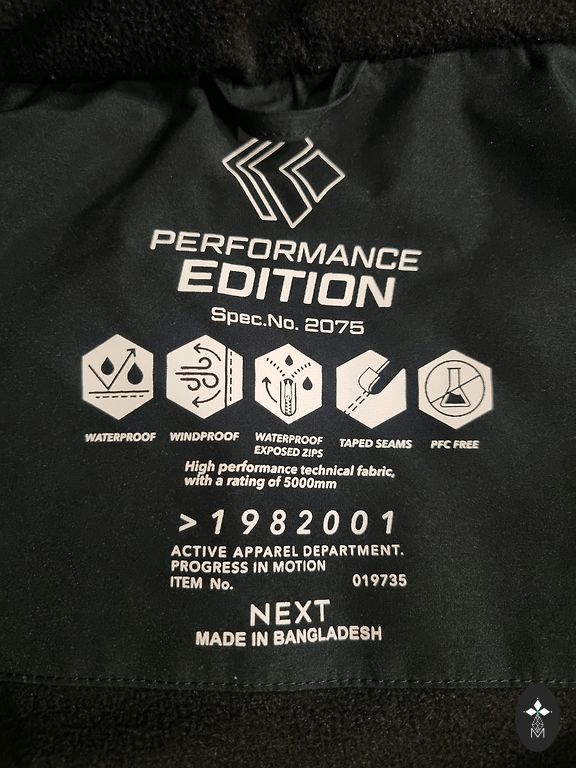 PERFORMANCE
EDITION
Spec.No. 2075
WATERPROOF
WINDPROOF
WATERPROOF
EXPOSED ZIPS
TAPED SEAMS
PFC FREE
High performance technical fabric,
with a rating of 5000mm
>1982001
ACTIVE APPAREL DEPARTMENT.
PROGRESS IN MOTION
ITEM No. 019735
NEXT
MADE IN BANGLADESH
M